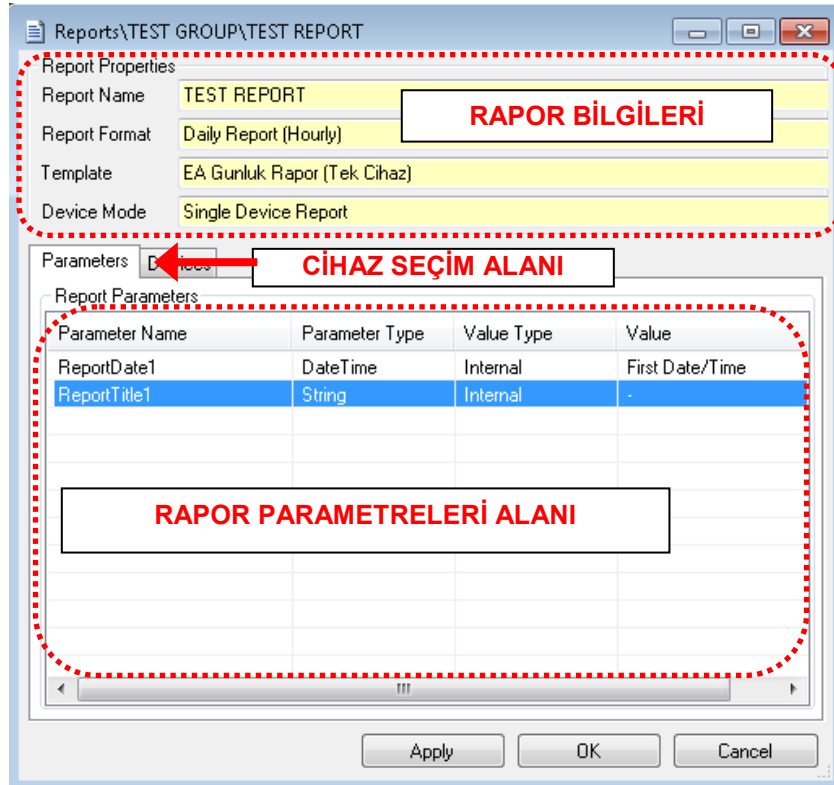 Reports\TEST GROUP\TEST REPORT
Report Properties
Report Name TEST REPORT
RAPOR BİLGİLERİ
Report Format Daily Report (Hourly)
Template EA Gunluk Rapor (Tek Cihaz)
Device Mode Single Device Report
Parameters
CİHAZ SEÇİM ALANI
Report Parameters
Parameter Name Parameter Type Value Type Value
ReportDate1 DateTime Internal First Date/Time
ReportTitle1 String Internal -
RAPOR PARAMETRELERİ ALANI
Apply OK Cancel